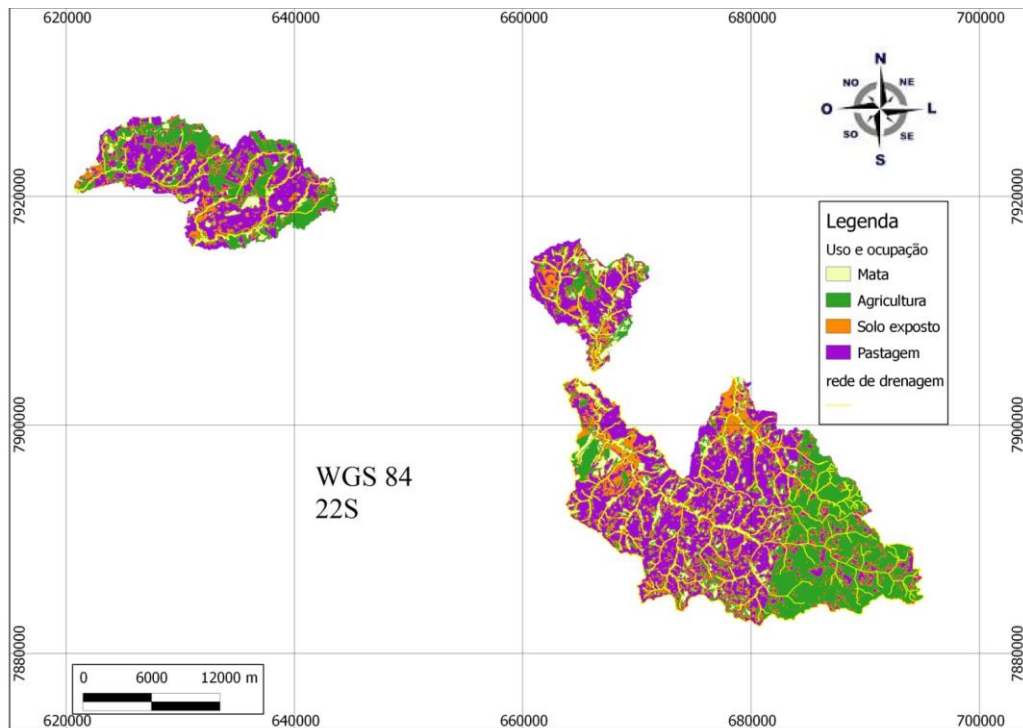 620000 640000 660000 680000 700000
N
NO NE
O L
SO SE
S
7920000 7920000
Legenda
Uso e ocupação
Mata
Agricultura
Solo exposto
Pastagem
rede de drenagem
7900000 7900000
WGS 84
22S
7880000 7880000
0 6000 12000 m
620000 640000 660000 680000 700000